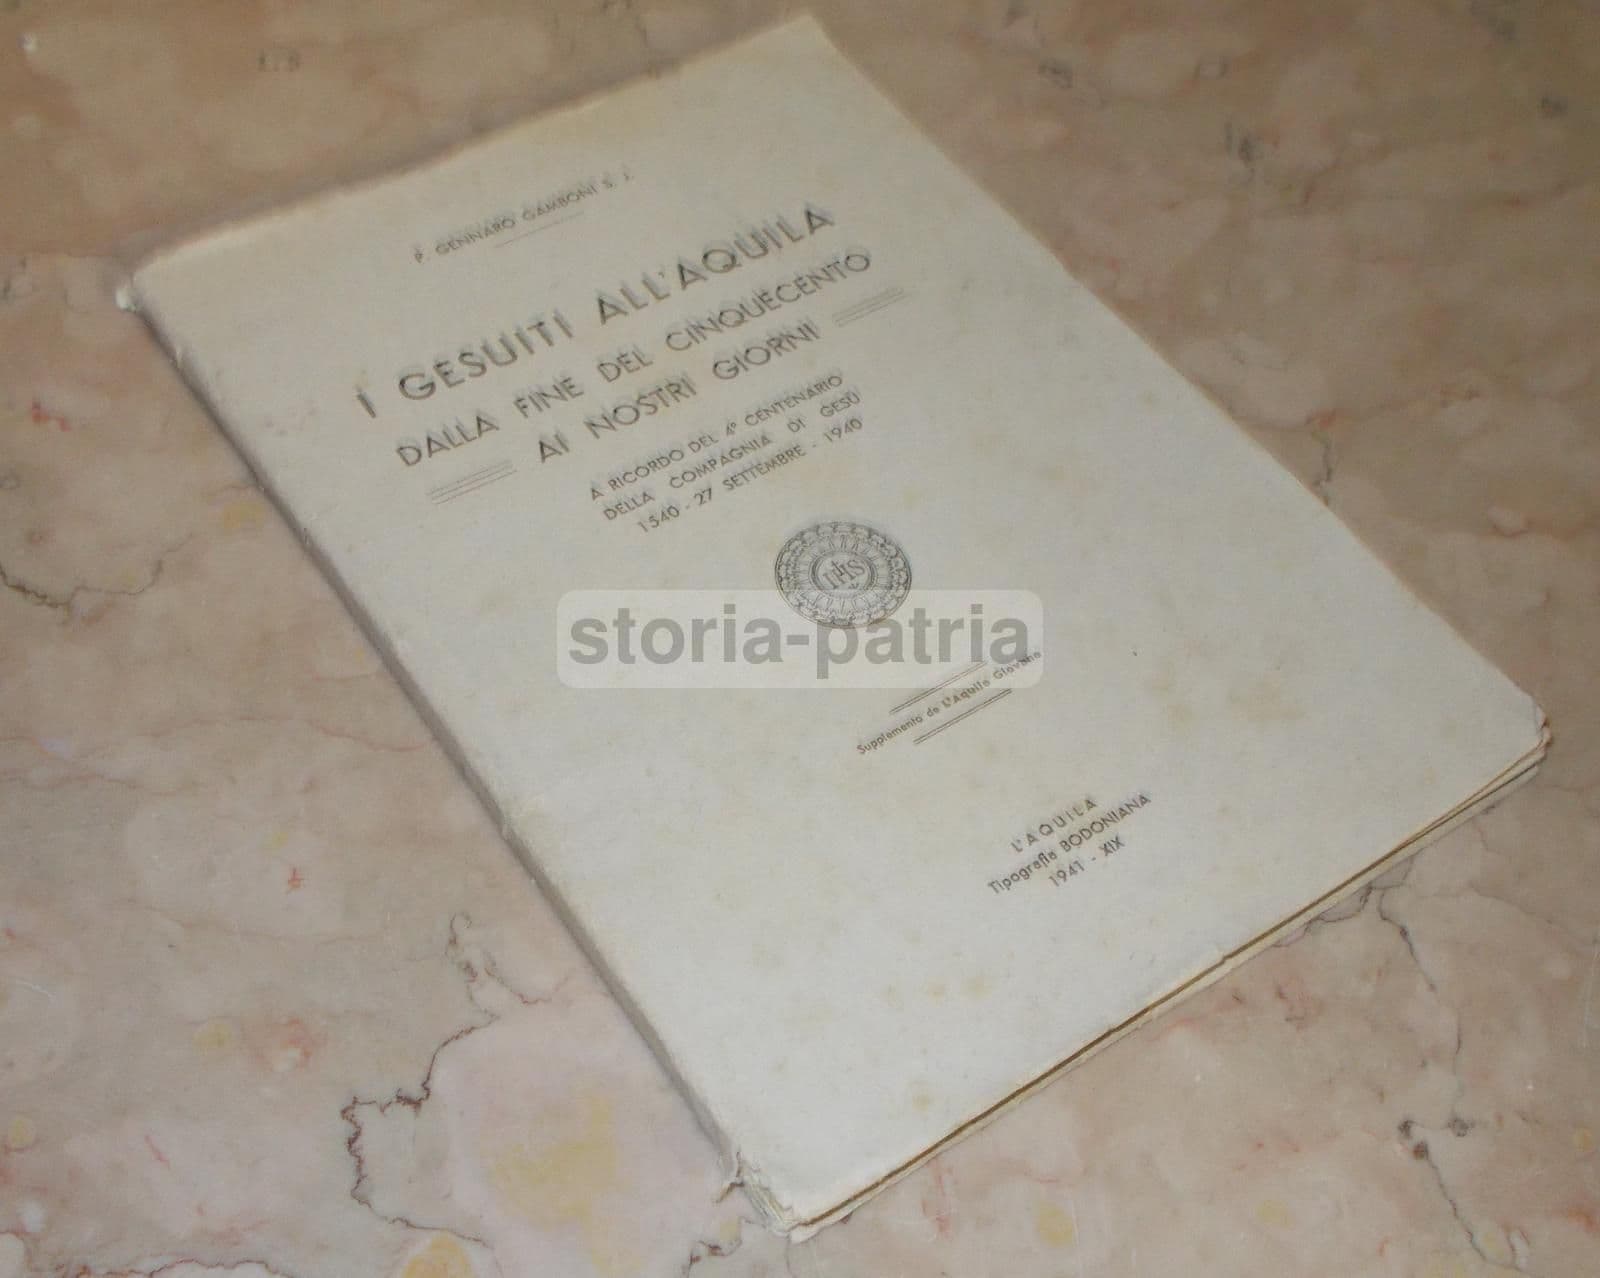 P. GENNARO GAMBONI S. J.
I GESUITI ALL'AQUILA
DALLA FINE DEL CINQUECENTO
AI NOSTRI GIORNI
A RICORDO DEL 4° CENTENARIO
DELLA COMPAGNIA DI GESÙ
1540 - 27 SETTEMBRE - 1940
IHS
storia-patria
Supplemento de L'Aquila Giovane
L'AQUILA
Tipografia BODONIANA
1941 - XIX